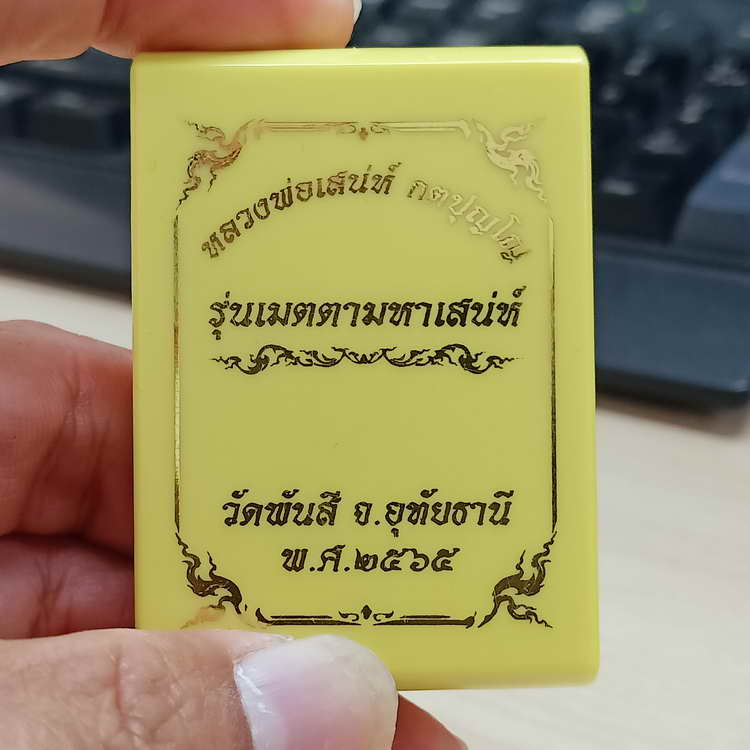 หลวงพ่อเสน่ห์ กตปุญโญ
รุ่นเมตตามหาเสน่ห์
วัดพันสี จ.อุทัยธานี
พ.ศ.๒๕๖๕